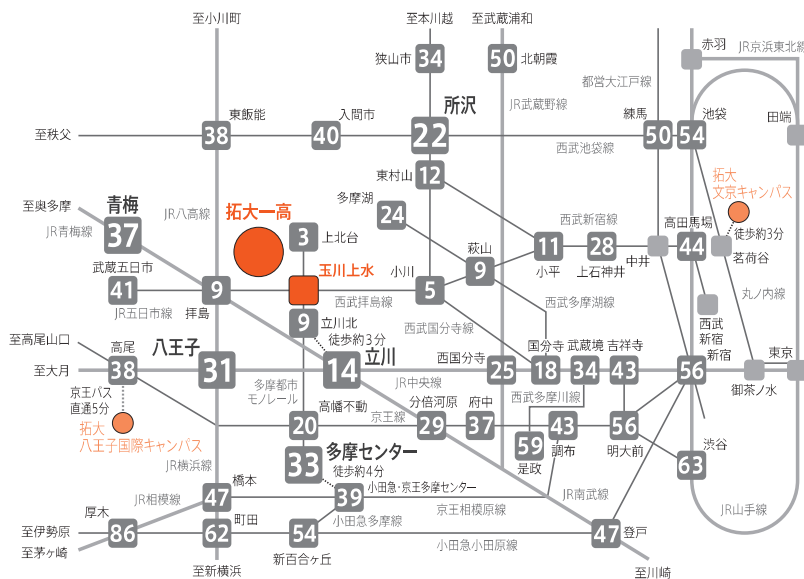 至小川町
至本川越
至武蔵浦和
狭山市
34
50
北朝霞
赤羽
JR京浜東北線
都営大江戸線
JR武蔵野線
所沢
東飯能
入間市
練馬
池袋
田端
至秩父
38
40
22
50
54
西武池袋線
東村山
12
拓大
文京キャンパス
多摩湖
24
至奥多摩
青梅
37
JR青梅線
JR八高線
拓大一高
3
上北台
西武新宿線
高田馬場
徒歩約3分
萩山
11
小平
28
上石神井
中井
44
茗荷谷
武蔵五日市
41
JR五日市線
9
拝島
玉川上水
西武拝島線
小川
5
9
西武多摩湖線
丸ノ内線
西武
新宿
9
立川北
徒歩約3分
西武国分寺線
至高尾山口
高尾
八王子
立川
西国分寺
国分寺
武蔵境
吉祥寺
新宿
東京
至大月
38
31
14
25
18
34
43
56
御茶ノ水
京王バス
直通5分
多摩都市
モノレール
JR中央線
西武多摩川線
拓大
八王子国際キャンパス
高幡不動
20
京王線
分倍河原
29
府中
37
43
調布
56
明大前
59
是政
渋谷
63
多摩センター
33
徒歩約4分
JR横浜線
橋本
47
39
小田急・京王多摩センター
JR相模線
京王相模原線
JR南武線
JR山手線
厚木
86
至伊勢原
62
町田
小田急多摩線
54
新百合ヶ丘
小田急小田原線
47
登戸
至茅ヶ崎
至新横浜
至川崎